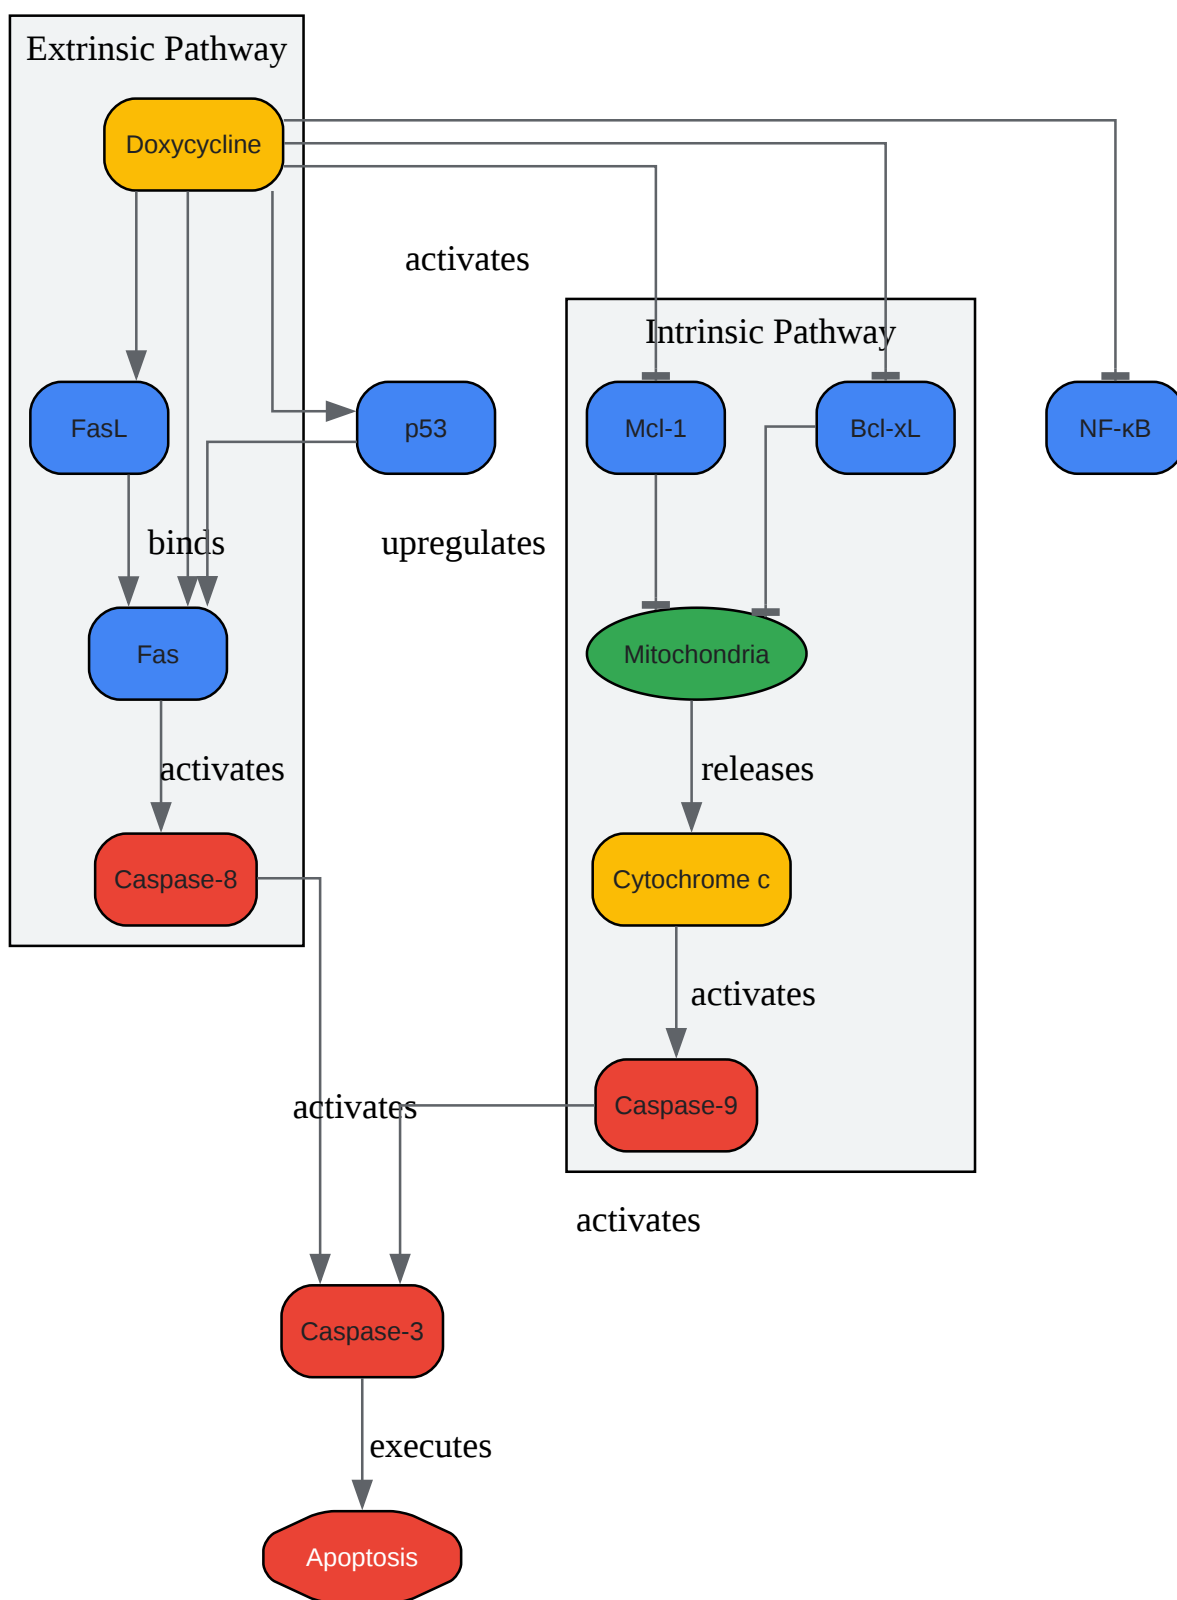 Extrinsic Pathway
Doxycycline
activates
Intrinsic Pathway
FasL
p53
Mcl-1
Bcl-xL
NF-κB
binds
upregulates
Fas
Mitochondria
activates
releases
Caspase-8
Cytochrome c
activates
activates
Caspase-9
activates
Caspase-3
executes
Apoptosis